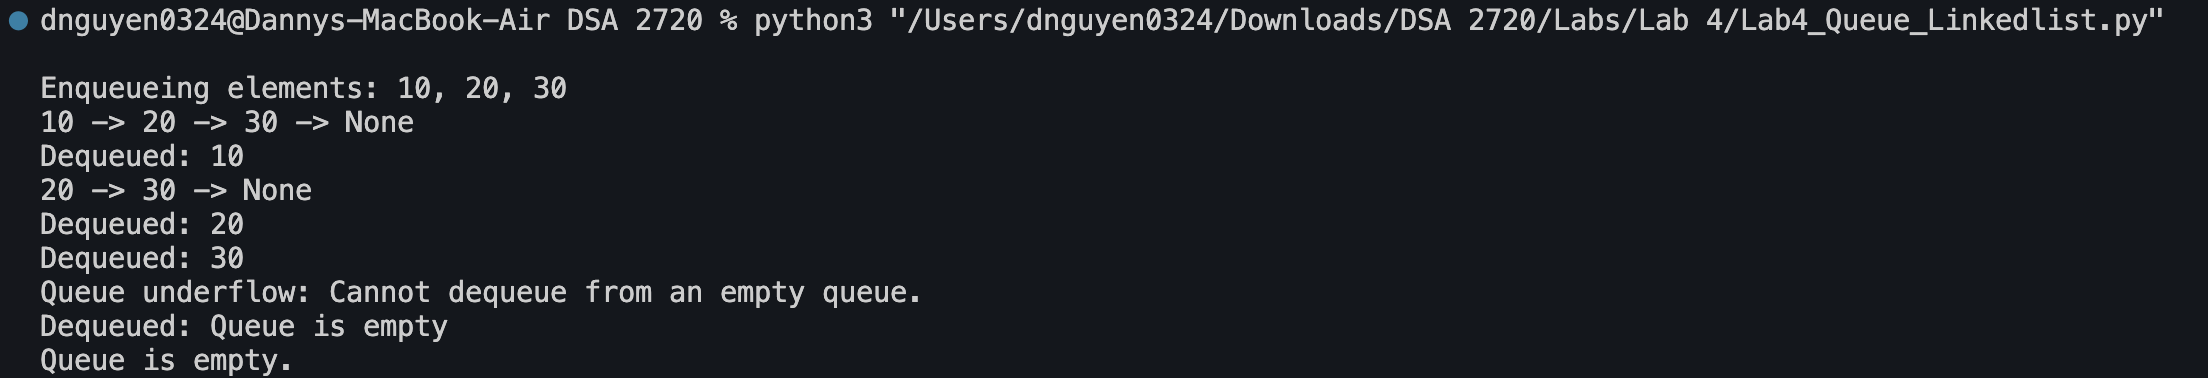 dnguyen0324@Dannys-MacBook-Air DSA 2720 % python3 "/Users/dnguyen0324/Downloads/DSA 2720/Labs/Lab 4/Lab4_Queue_Linkedlist.py"
Enqueueing elements: 10, 20, 30
10 -> 20 -> 30 -> None
Dequeued: 10
20 -> 30 -> None
Dequeued: 20
Dequeued: 30
Queue underflow: Cannot dequeue from an empty queue.
Dequeued: Queue is empty
Queue is empty.